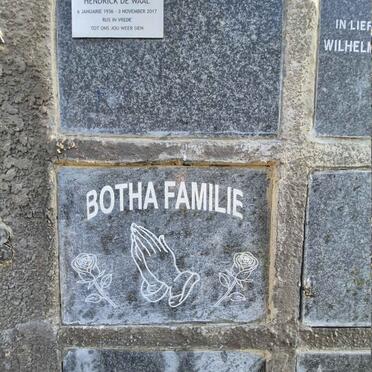 HENDRICK DE WAAL
6 JANUARIE 1936 - 3 NOVEMBER 2017
RUS IN VREDE
TOT ONS JOU WEER SIEN
IN LIEF
WILHELM
BOTHA FAMILIE